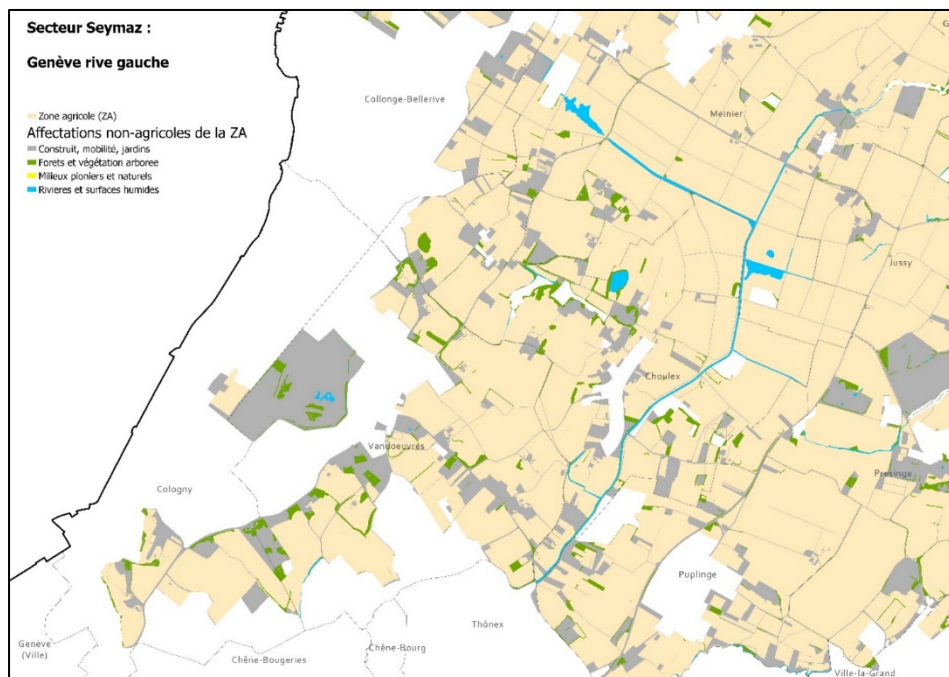 Secteur Seymaz :
Genève rive gauche
Zone agricole (ZA)
Affectations non-agricoles de la ZA
Construit, mobilité, jardins
Forets et végétation arboree
Milieux pioniers et naturels
Rivieres et surfaces humides
Collonge-Bellerive
Meinier
Jussy
Choulex
Vandoeuvres
Presinge
Cologny
Puplinge
Thônex
Genève
(Ville)
Chêne-Bourg
Chêne-Bougeries
Ville-la-Grand